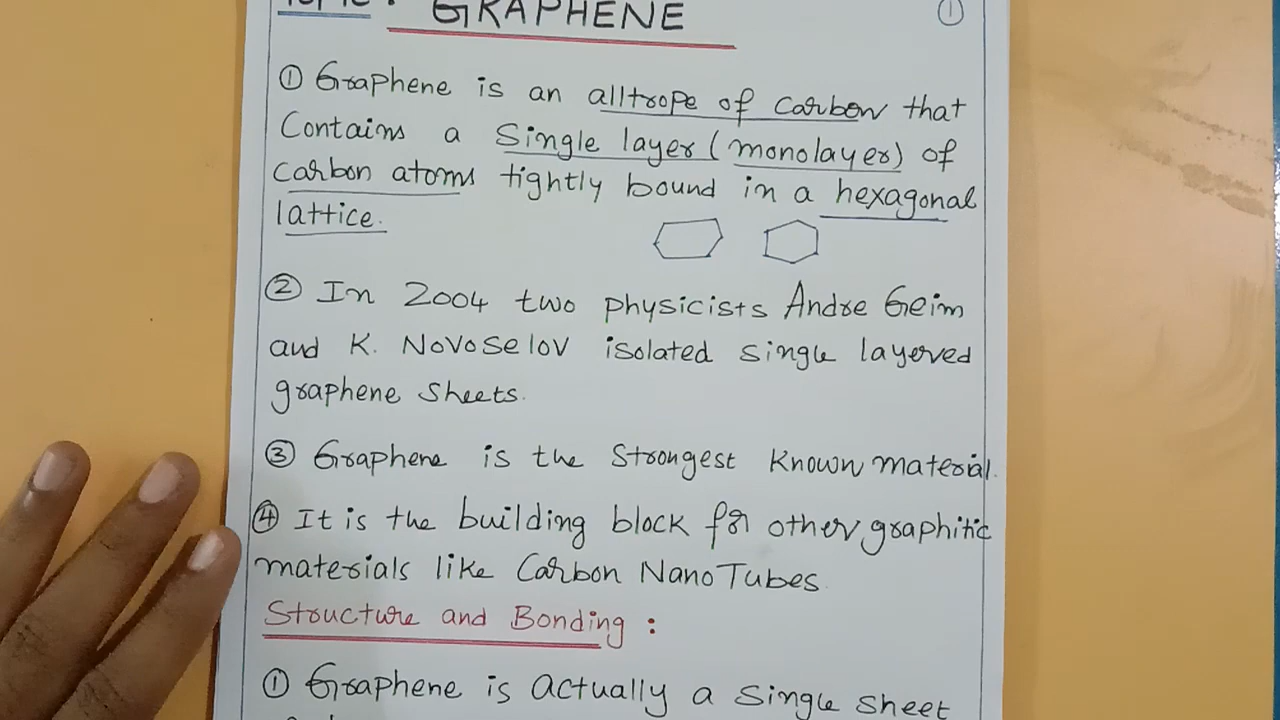 Topic : GRAPHENE
①
① Graphene is an alltrope of carbon that
Contains a Single layer (monolayer) of
carbon atoms tightly bound in a hexagonal
lattice.
② In 2004 two physicists Andre Geim
and K. Novoselov isolated single layered
graphene sheets.
③ Graphene is the Strongest Known material.
④ It is the building block for other graphitic
materials like Carbon NanoTubes
Structure and Bonding :
① Graphene is actually a single sheet